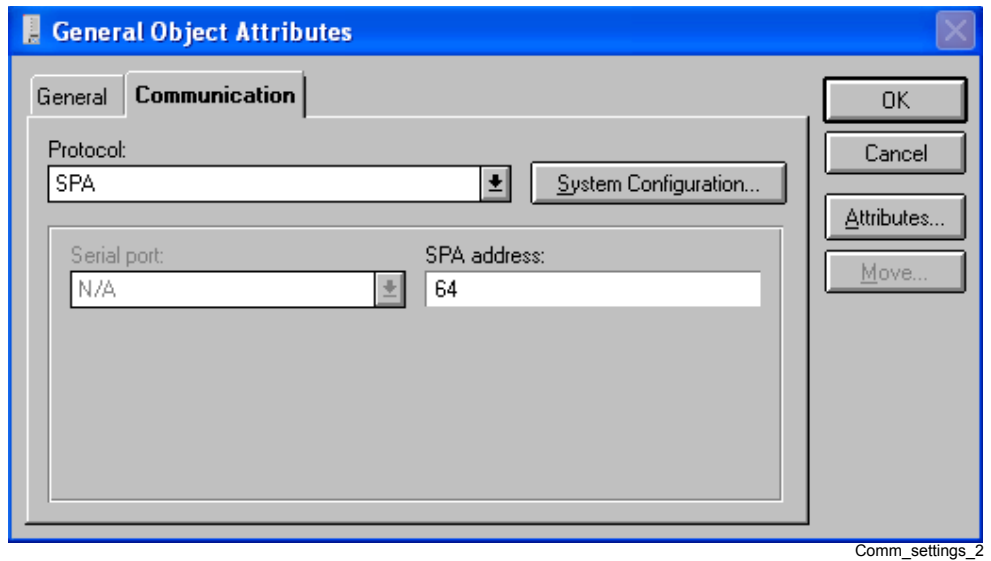 General Object Attributes
General Communication
OK
Protocol:
Cancel
SPA System Configuration...
Attributes...
Serial port: SPA address:
Move...
N/A 64
Comm_settings_2